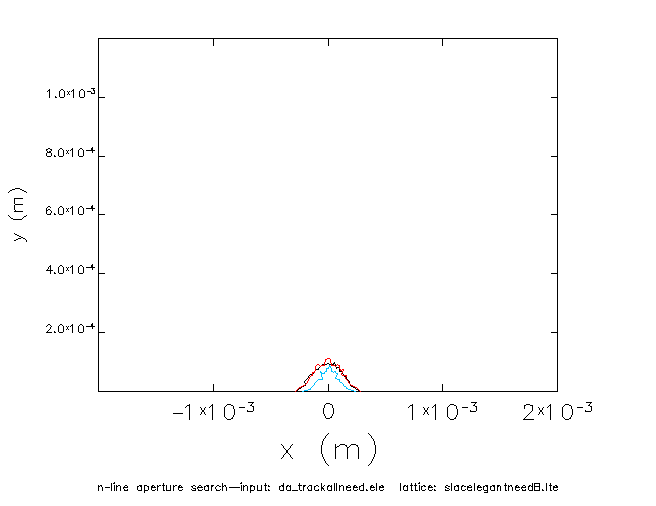 1.0×10⁻³
8.0×10⁻⁴
6.0×10⁻⁴
4.0×10⁻⁴
2.0×10⁻⁴
y (m)
−1×10⁻³ 0 1×10⁻³ 2×10⁻³
x (m)
n-line aperture search--input: da_trackallneed.ele lattice: slacelegantneed8.lte